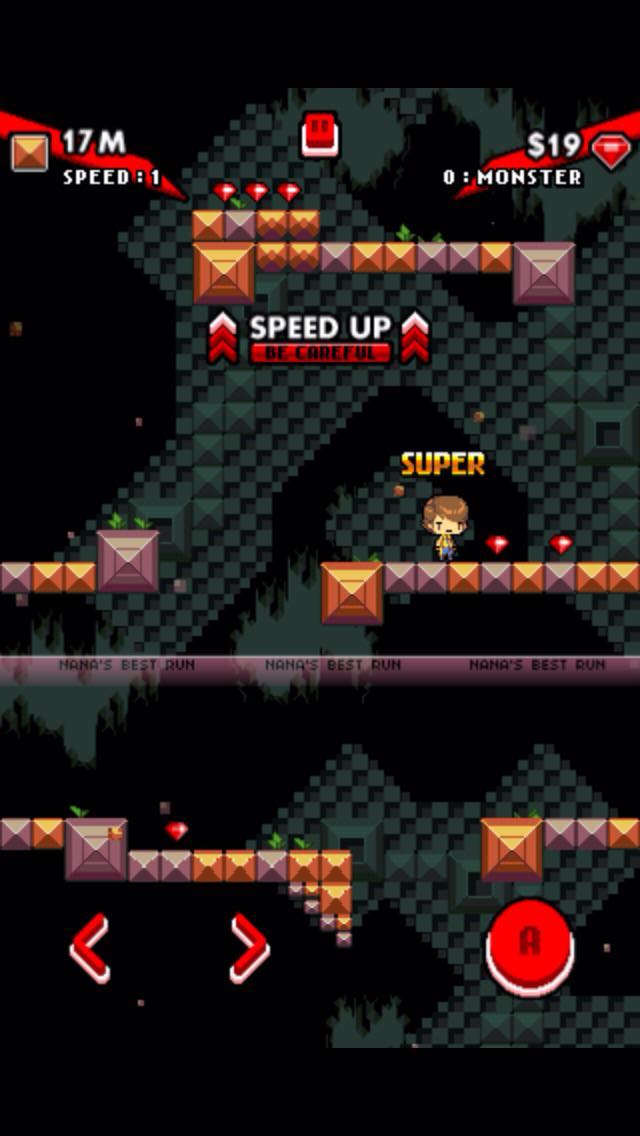 17M
$19
SPEED:1
0:MONSTER
SPEED UP
BE CAREFUL
SUPER
NANA'S BEST RUN NANA'S BEST RUN NANA'S BEST RUN
A